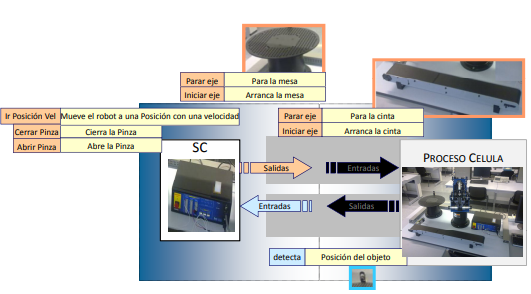 Parar eje Para la mesa
Iniciar eje Arranca la mesa
Ir Posición Vel Mueve el robot a una Posición con una velocidad
Cerrar Pinza Cierra la Pinza
Abrir Pinza Abre la Pinza
Parar eje Para la cinta
Iniciar eje Arranca la cinta
SC
PROCESO CELULA
Salidas
Entradas
Entradas
Salidas
detecta Posición del objeto